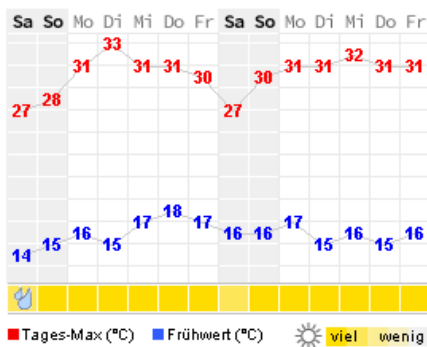 Sa So Mo Di Mi Do Fr Sa So Mo Di Mi Do Fr
27 28 31 33 31 31 30 27 30 31 31 32 31 31
14 15 16 15 17 18 17 16 16 17 15 16 15 16
Tages-Max (°C) Frühwert (°C) viel wenig